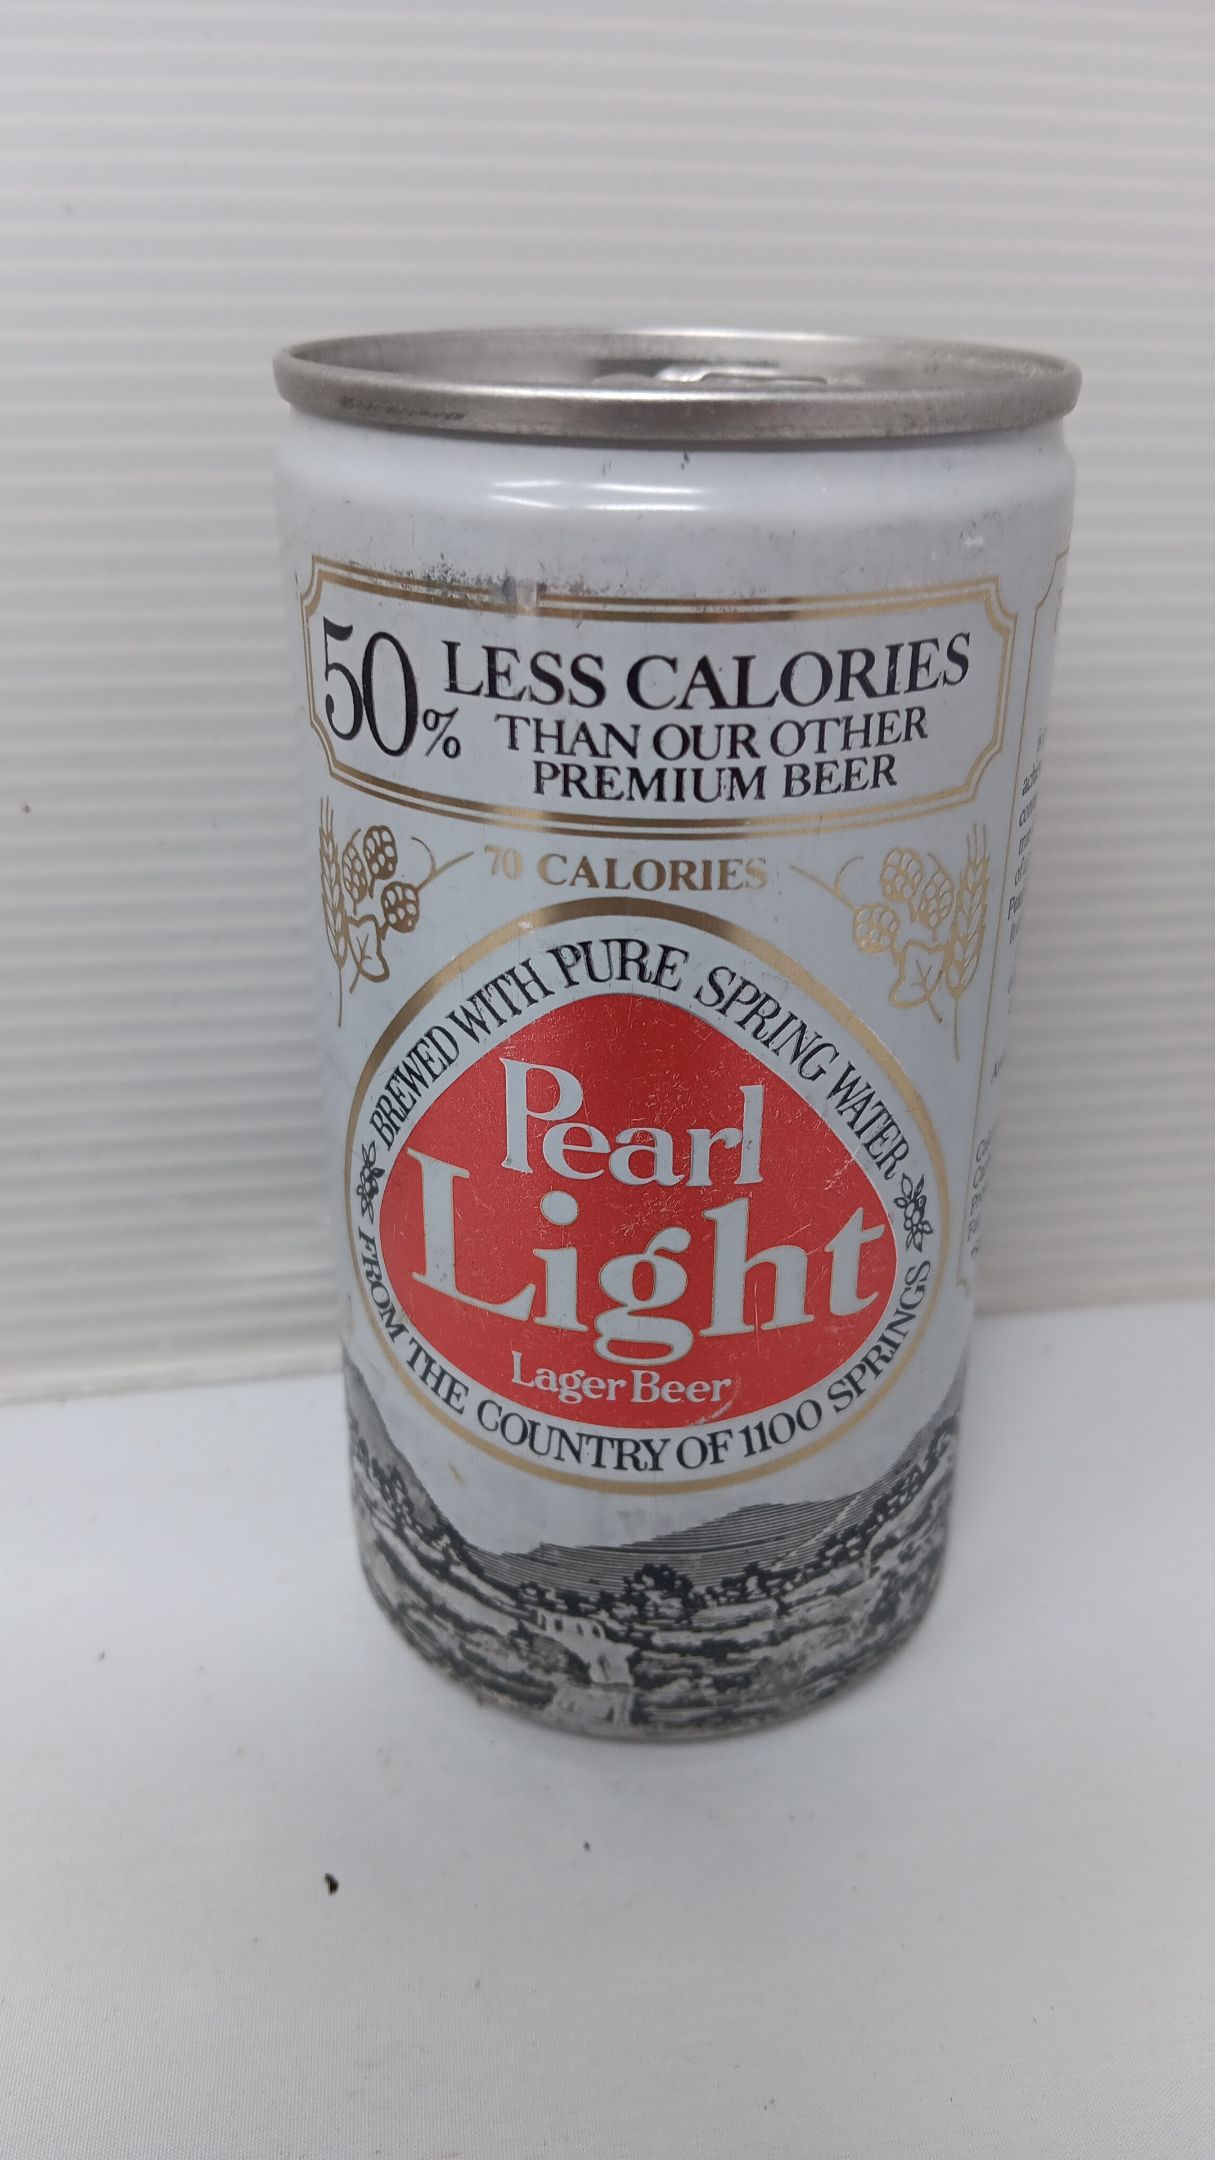 50% LESS CALORIES
THAN OUR OTHER
PREMIUM BEER
70 CALORIES
BREWED WITH PURE SPRING WATER
Pearl
Light
Lager Beer
FROM THE COUNTRY OF 1100 SPRINGS